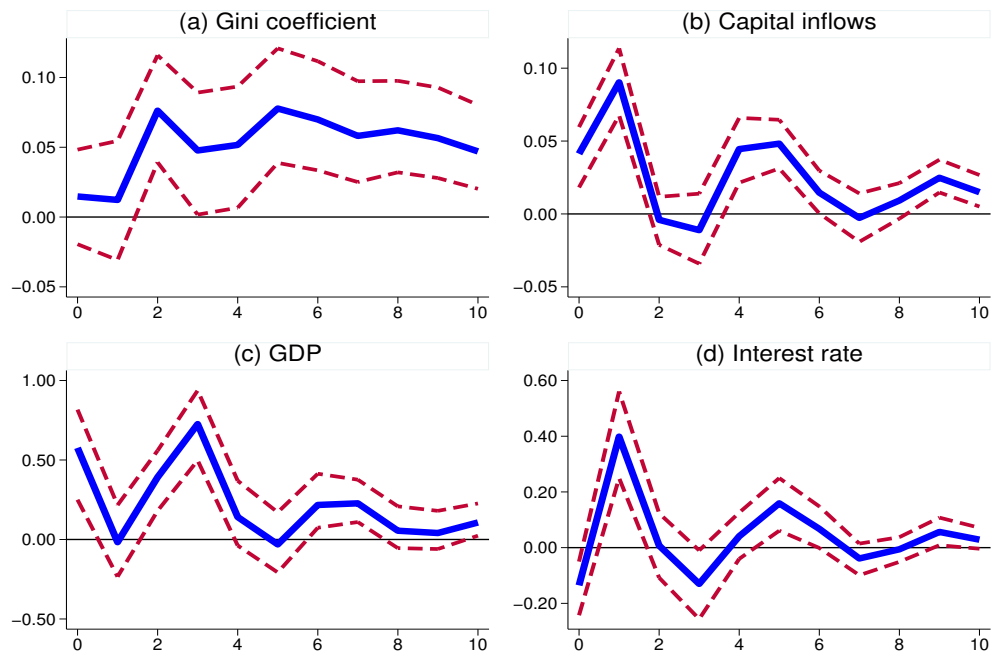 (a) Gini coefficient
0.10
0.05
0.00
−0.05
0 2 4 6 8 10
(b) Capital inflows
0.10
0.05
0.00
−0.05
0 2 4 6 8 10
(c) GDP
1.00
0.50
0.00
−0.50
0 2 4 6 8 10
(d) Interest rate
0.60
0.40
0.20
0.00
−0.20
0 2 4 6 8 10